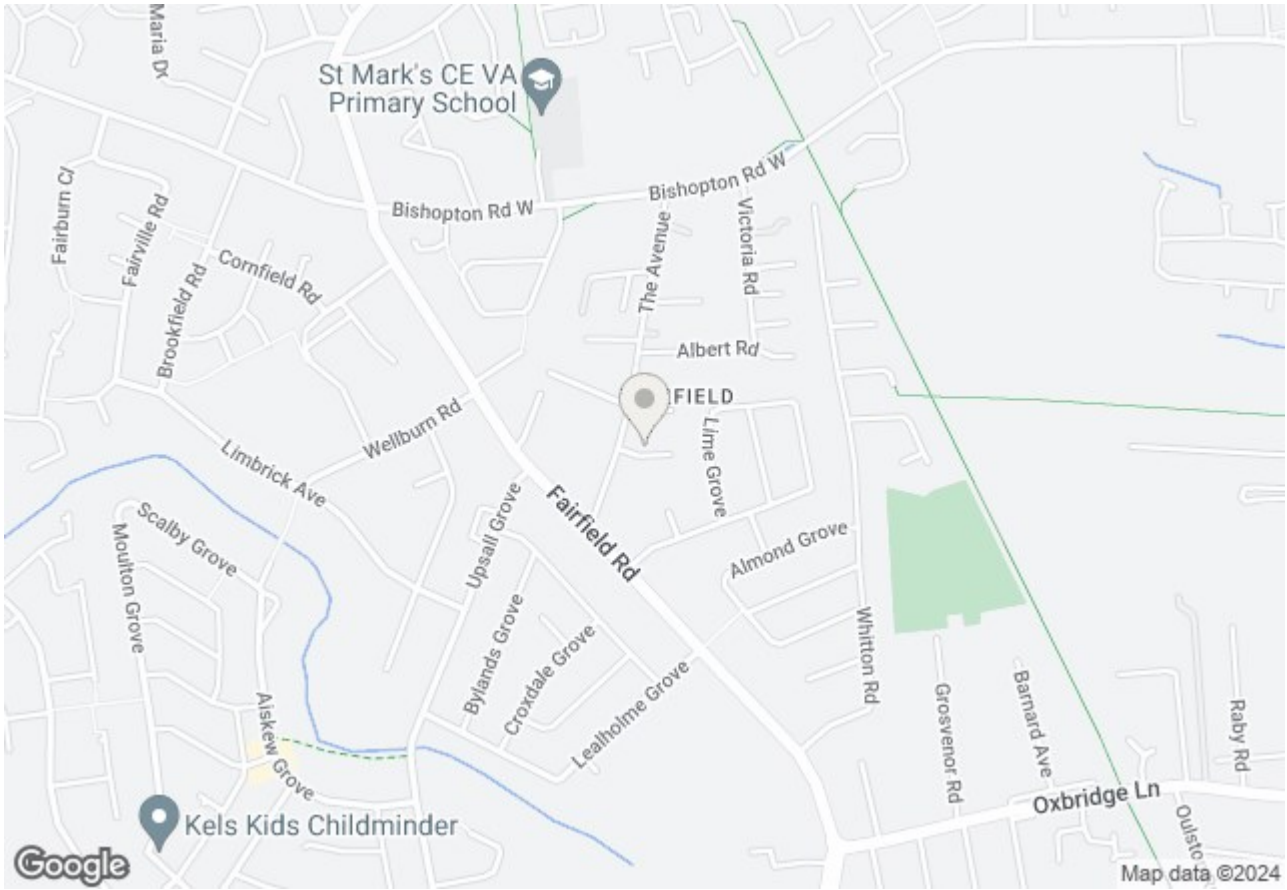 Maria Dr
St Mark's CE VA
Primary School
Bishopton Rd W
Bishopton Rd W
Fairburn Cl
Fairville Rd
Brookfield Rd
Cornfield Rd
The Avenue
Victoria Rd
Albert Rd
FIELD
Wellburn Rd
Lime Grove
Limbrick Ave
Upsall Grove
Fairfield Rd
Almond Grove
Scalby Grove
Moulton Grove
Bylands Grove
Croxdale Grove
Lealholme Grove
Whitton Rd
Grosvenor Rd
Barnard Ave
Raby Rd
Aiskew Grove
Oxbridge Ln
Kels Kids Childminder
Google
Map data ©2024